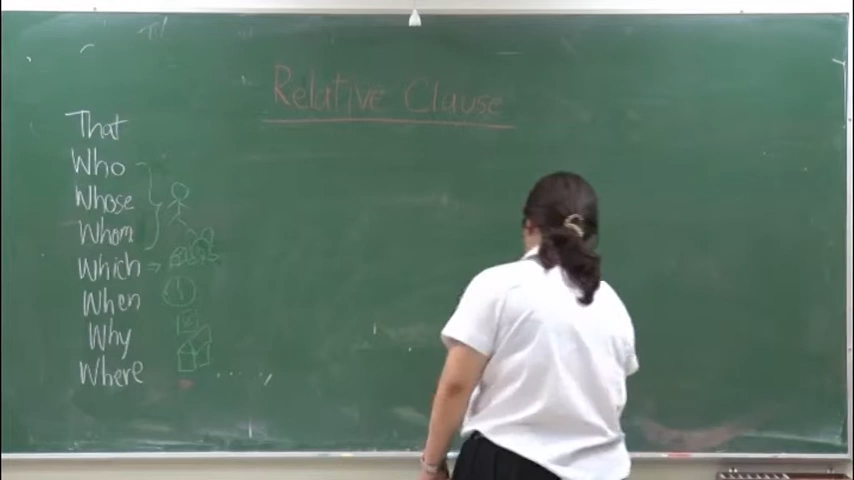 Relative Clause
That
Who
Whose
Whom
Which
When
Why
Where